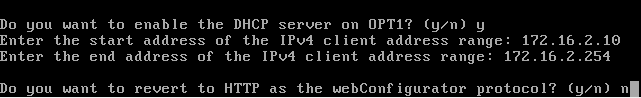 Do you want to enable the DHCP server on OPT1? (y/n) y
Enter the start address of the IPv4 client address range: 172.16.2.10
Enter the end address of the IPv4 client address range: 172.16.2.254
Do you want to revert to HTTP as the webConfigurator protocol? (y/n) n